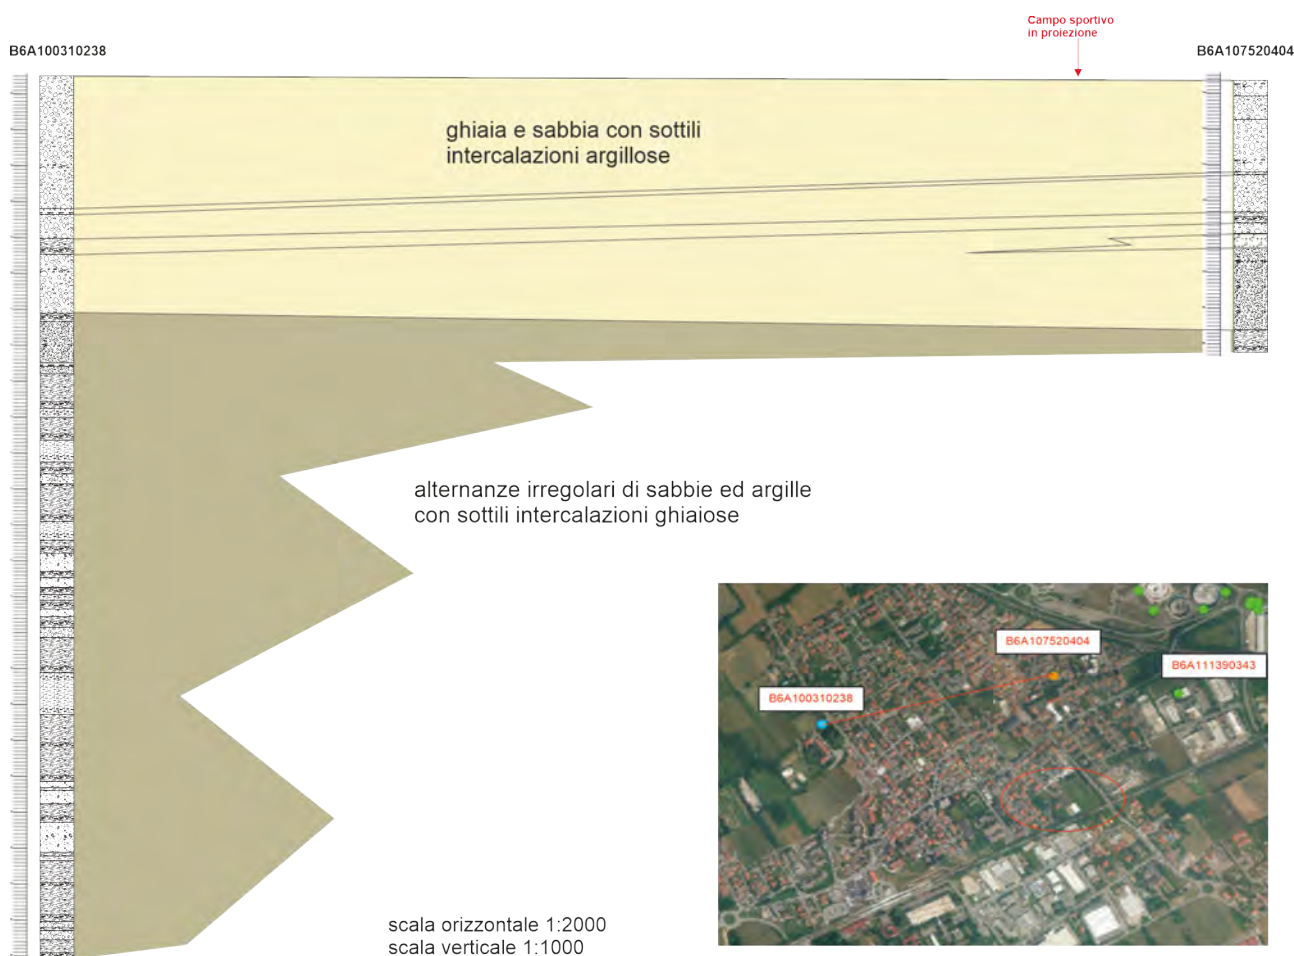 Campo sportivo
in proiezione
B6A100310238
B6A107520404
ghiaia e sabbia con sottili
intercalazioni argillose
alternanze irregolari di sabbie ed argille
con sottili intercalazioni ghiaiose
B6A107520404
B6A111390343
B6A100310238
scala orizzontale 1:2000
scala verticale 1:1000